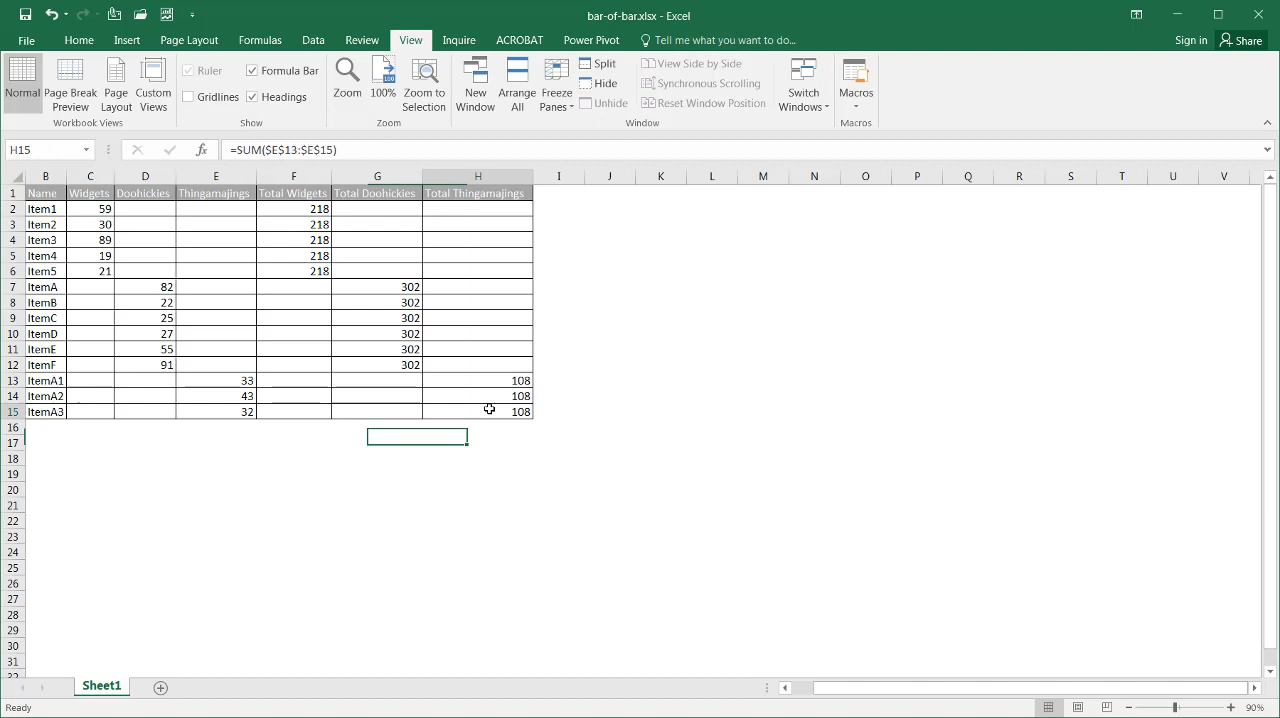 bar-of-bar.xlsx - Excel
File Home Insert Page Layout Formulas Data Review View Inquire ACROBAT Power Pivot Tell me what you want to do... Sign in Share
Normal Page Break Preview Page Layout Custom Views
Workbook Views
Ruler Formula Bar
Gridlines Headings
Show
Zoom 100% Zoom to Selection
Zoom
New Window Arrange All Freeze Panes
Split
Hide
Unhide
View Side by Side
Synchronous Scrolling
Reset Window Position
Switch Windows
Window
Macros
Macros
H15 fx =SUM($E$13:$E$15)
B C D E F G H I J K L M N O P Q R S T U V
1 Name Widgets Doohickies Thingamajings Total Widgets Total Doohickies Total Thingamajings
2 Item1 59 218
3 Item2 30 218
4 Item3 89 218
5 Item4 19 218
6 Item5 21 218
7 ItemA 82 302
8 ItemB 22 302
9 ItemC 25 302
10 ItemD 27 302
11 ItemE 55 302
12 ItemF 91 302
13 ItemA1 33 108
14 ItemA2 43 108
15 ItemA3 32 108
16
17
18
19
20
21
22
23
24
25
26
27
28
29
30
31
32
Sheet1
Ready 90%